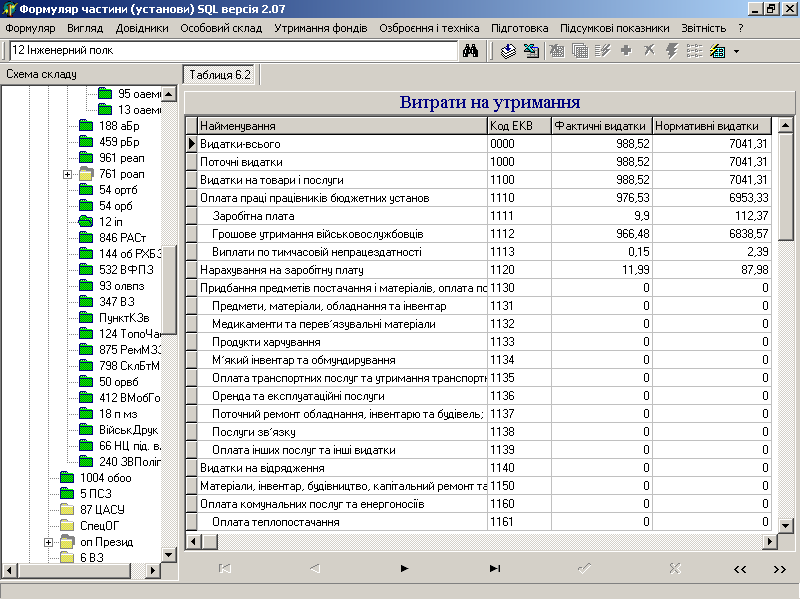 Формуляр частини (установи) SQL версія 2.07
Формуляр Вигляд Довідники Особовий склад Утримання фондів Озброєння і техніка Підготовка Підсумкові показники Звітність ?
12 Інженерний полк
Схема складу
Таблиця 6.2
95 оаем
13 оаем
188 аБр
459 рБр
961 реап
761 роап
54 ортб
54 орб
12 іп
846 РАСт
144 об РХБЗ
532 ВФПЗ
93 олвпз
347 ВЗ
ПунктКЗв
124 ТопоЧа
875 РемМЗЗ
798 СклБтМ
50 орвб
412 ВМобГо
18 п мз
ВійськДрук
66 НЦ під. в.
240 ЗВПоліг
1004 обоо
5 ПСЗ
87 ЦАСУ
СпецОГ
оп Презид
6 ВЗ
Витрати на утримання
Найменування Код ЕКВ Фактичні видатки Нормативні видатки
Видатки-всього 0000 988,52 7041,31
Поточні видатки 1000 988,52 7041,31
Видатки на товари і послуги 1100 988,52 7041,31
Оплата праці працівників бюджетних установ 1110 976,53 6953,33
Заробітна плата 1111 9,9 112,37
Грошове утримання військовослужбовців 1112 966,48 6838,57
Виплати по тимчасовій непрацездатності 1113 0,15 2,39
Нарахування на заробітну плату 1120 11,99 87,98
Придбання предметів постачання і матеріалів, оплата по 1130 0 0
Предмети, матеріали, обладнання та інвентар 1131 0 0
Медикаменти та перев'язувальні матеріали 1132 0 0
Продукти харчування 1133 0 0
М'який інвентар та обмундирування 1134 0 0
Оплата транспортних послуг та утримання транспортн 1135 0 0
Оренда та експлуатаційні послуги 1136 0 0
Поточний ремонт обладнання, інвентарю та будівель; 1137 0 0
Послуги зв'язку 1138 0 0
Оплата інших послуг та інші видатки 1139 0 0
Видатки на відрядження 1140 0 0
Матеріали, інвентар, будівництво, капітальний ремонт та 1150 0 0
Оплата комунальних послуг та енергоносіїв 1160 0 0
Оплата теплопостачання 1161 0 0